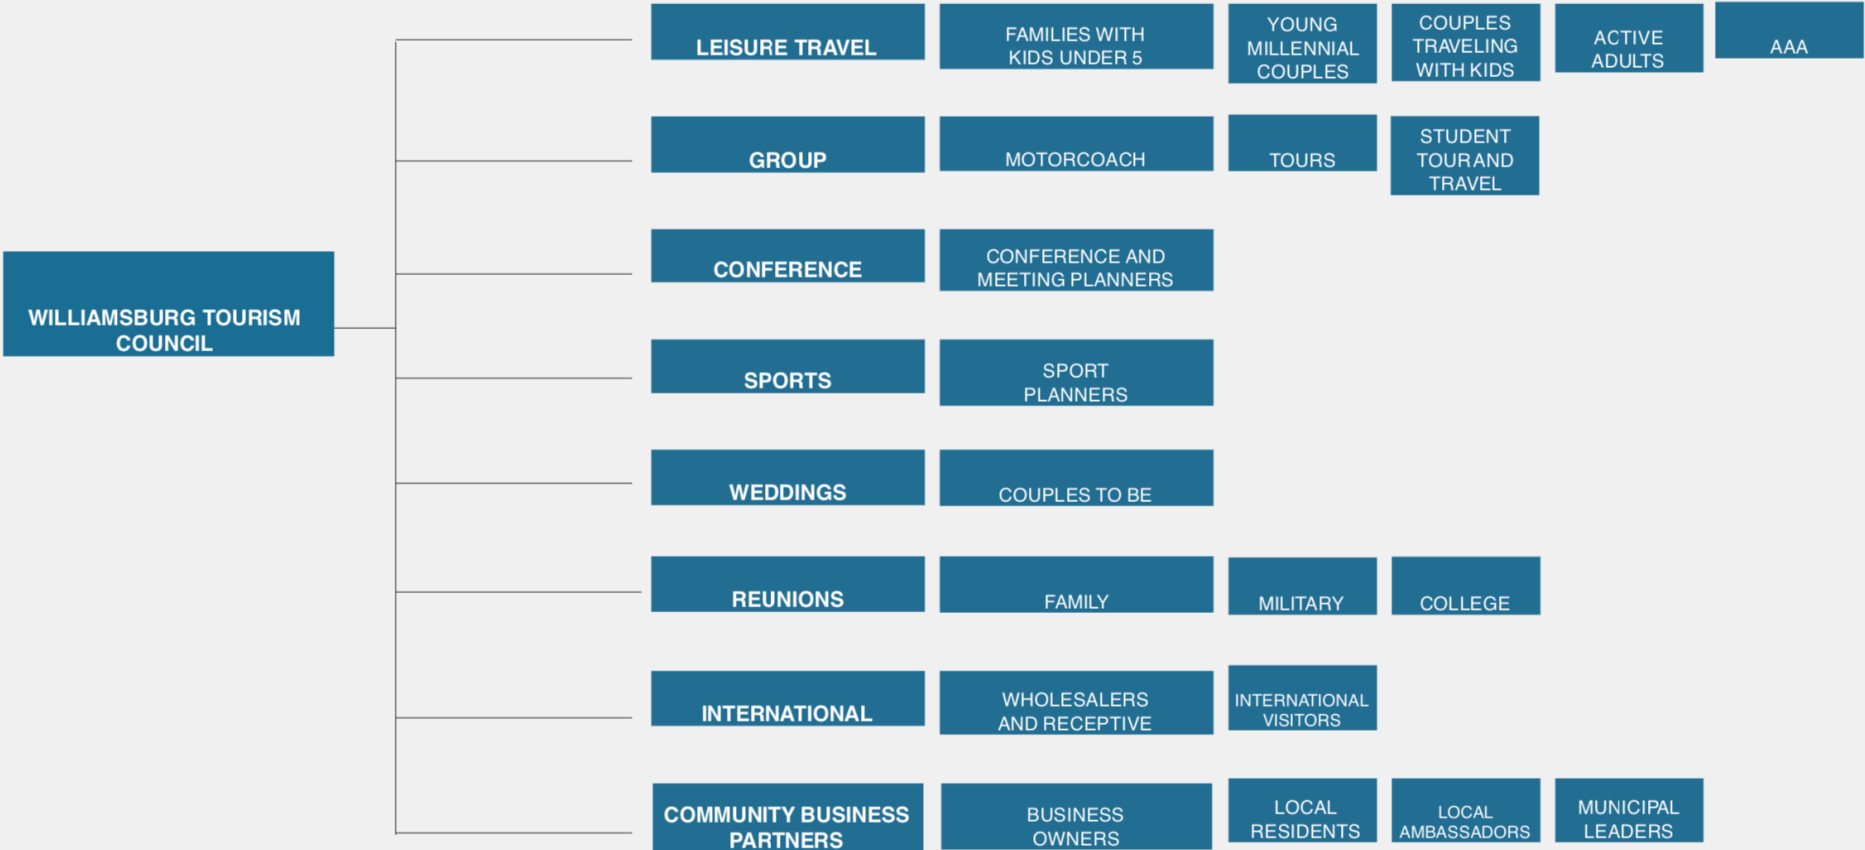 LEISURE TRAVEL
FAMILIES WITH
KIDS UNDER 5
YOUNG
MILLENNIAL
COUPLES
COUPLES
TRAVELING
WITH KIDS
ACTIVE
ADULTS
AAA
GROUP
MOTORCOACH
TOURS
STUDENT
TOUR AND
TRAVEL
CONFERENCE
CONFERENCE AND
MEETING PLANNERS
WILLIAMSBURG TOURISM
COUNCIL
SPORTS
SPORT
PLANNERS
WEDDINGS
COUPLES TO BE
REUNIONS
FAMILY
MILITARY
COLLEGE
INTERNATIONAL
WHOLESALERS
AND RECEPTIVE
INTERNATIONAL
VISITORS
COMMUNITY BUSINESS
PARTNERS
BUSINESS
OWNERS
LOCAL
RESIDENTS
LOCAL
AMBASSADORS
MUNICIPAL
LEADERS